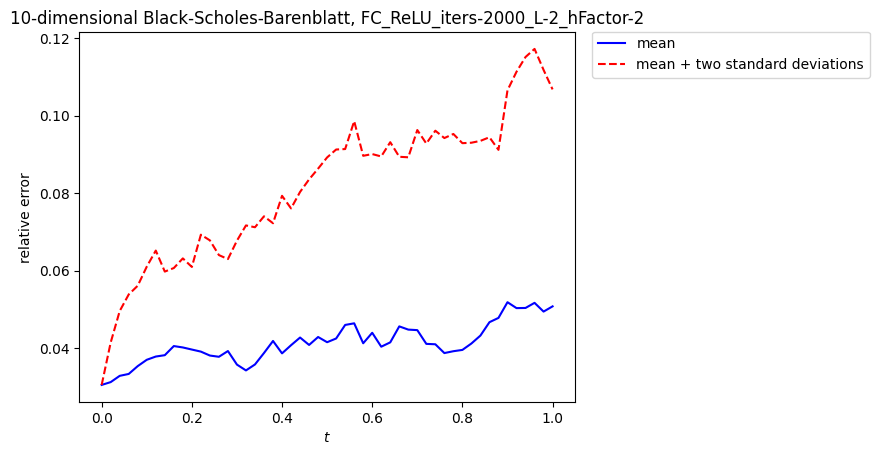 10-dimensional Black-Scholes-Barenblatt, FC_ReLU_iters-2000_L-2_hFactor-2
mean
mean + two standard deviations
relative error
0.12
0.10
0.08
0.06
0.04
0.0 0.2 0.4 0.6 0.8 1.0
t